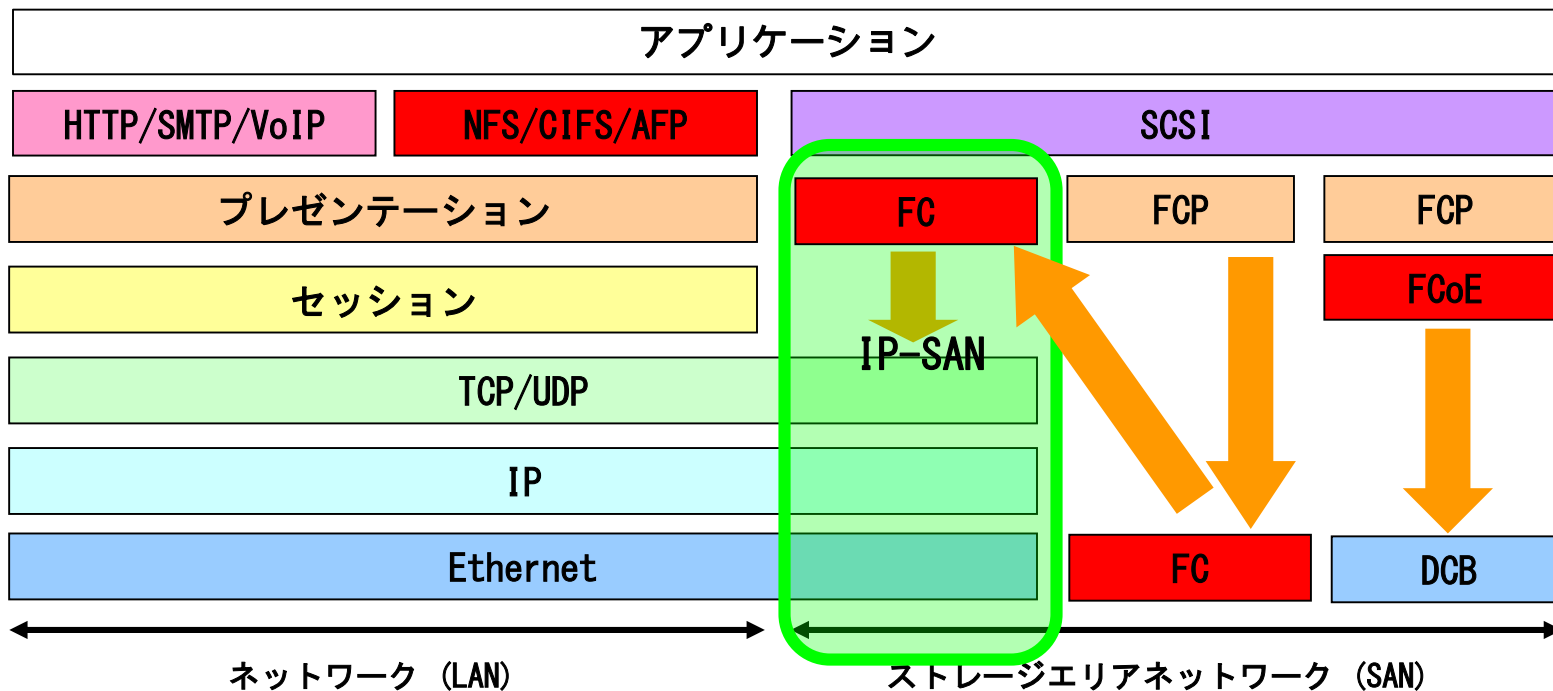 アプリケーション
HTTP/SMTP/VoIP
NFS/CIFS/AFP
SCSI
プレゼンテーション
FC
FCP
FCP
セッション
FCoE
IP-SAN
TCP/UDP
IP
Ethernet
FC
DCB
ネットワーク (LAN)
ストレージエリアネットワーク (SAN)